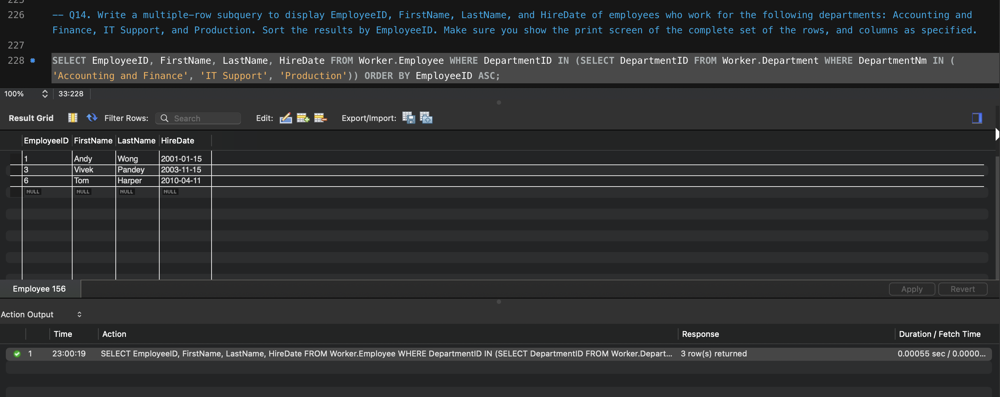 225
226 -- Q14. Write a multiple-row subquery to display EmployeeID, FirstName, LastName, and HireDate of employees who work for the following departments: Accounting and
Finance, IT Support, and Production. Sort the results by EmployeeID. Make sure you show the print screen of the complete set of the rows, and columns as specified.
227
228 SELECT EmployeeID, FirstName, LastName, HireDate FROM Worker.Employee WHERE DepartmentID IN (SELECT DepartmentID FROM Worker.Department WHERE DepartmentNm IN (
'Accounting and Finance', 'IT Support', 'Production')) ORDER BY EmployeeID ASC;
100% 33:228
Result Grid Filter Rows: Search Edit: Export/Import:
EmployeeID FirstName LastName HireDate
1 Andy Wong 2001-01-15
3 Vivek Pandey 2003-11-15
6 Tom Harper 2010-04-11
NULL NULL NULL NULL
Employee 156 Apply Revert
Action Output
Time Action Response Duration / Fetch Time
1 23:00:19 SELECT EmployeeID, FirstName, LastName, HireDate FROM Worker.Employee WHERE DepartmentID IN (SELECT DepartmentID FROM Worker.Depart... 3 row(s) returned 0.00055 sec / 0.0000...